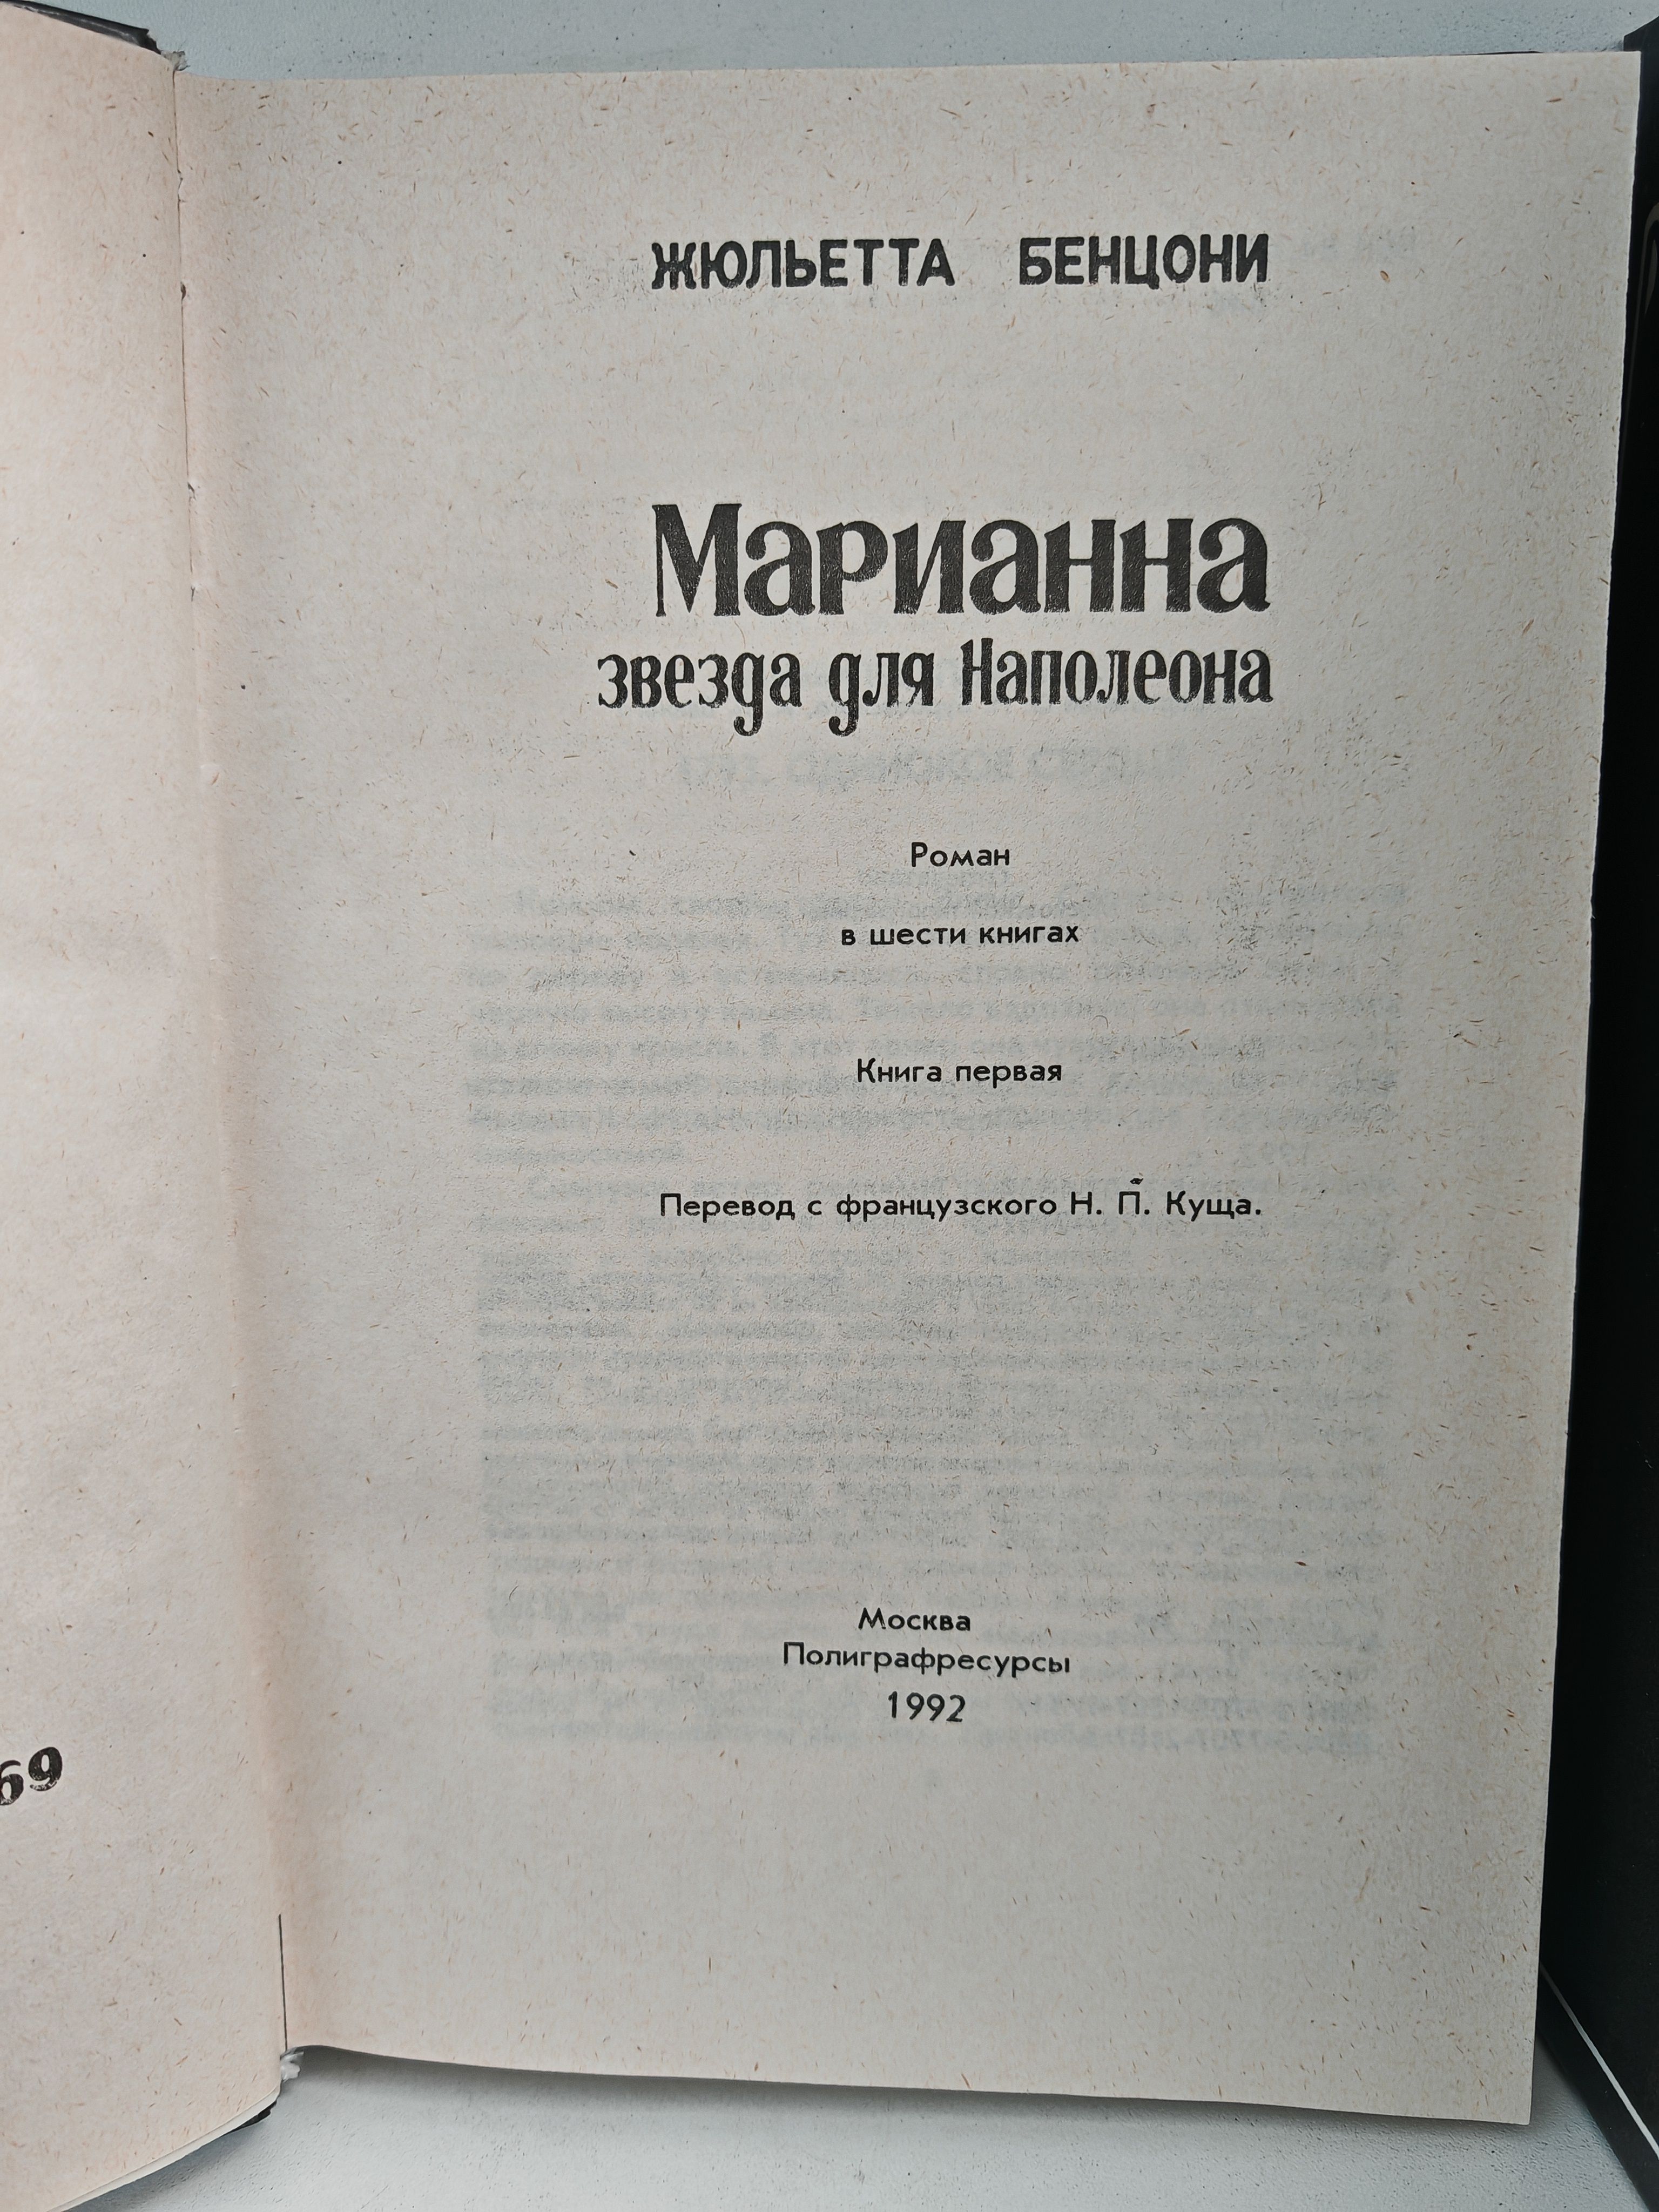 ЖЮЛЬЕТТА БЕНЦОНИ
Марианна
звезда для Наполеона
Роман
в шести книгах
Книга первая
Перевод с французского Н. П. Куща.
Москва
Полиграфресурсы
1992
69